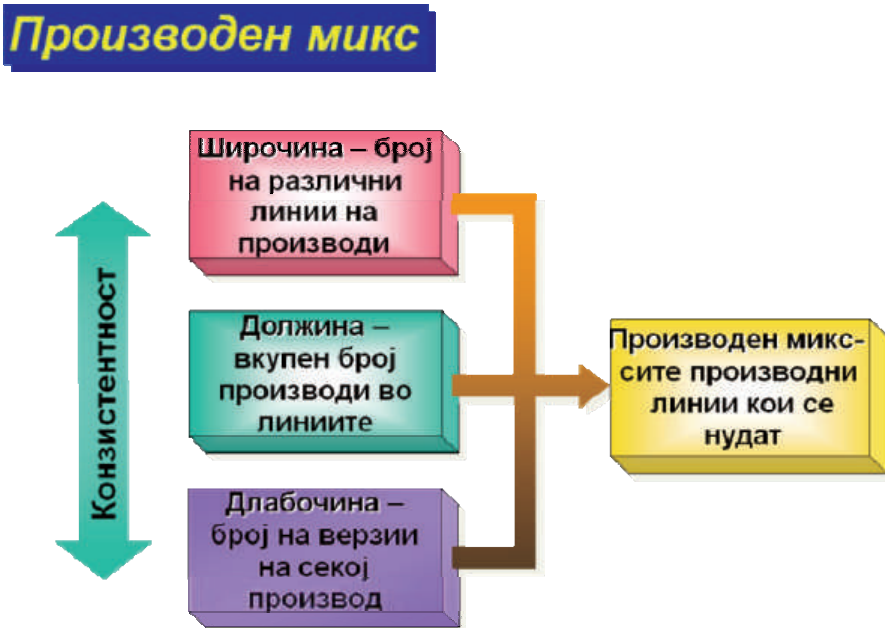 Производен микс
Широчина – број
на различни
линии на
производи
Конзистентност
Должина –
вкупен број
производи во
линиите
Производен микс-
сите производни
линии кои се
нудат
Длабочина –
број на верзии
на секој
производ